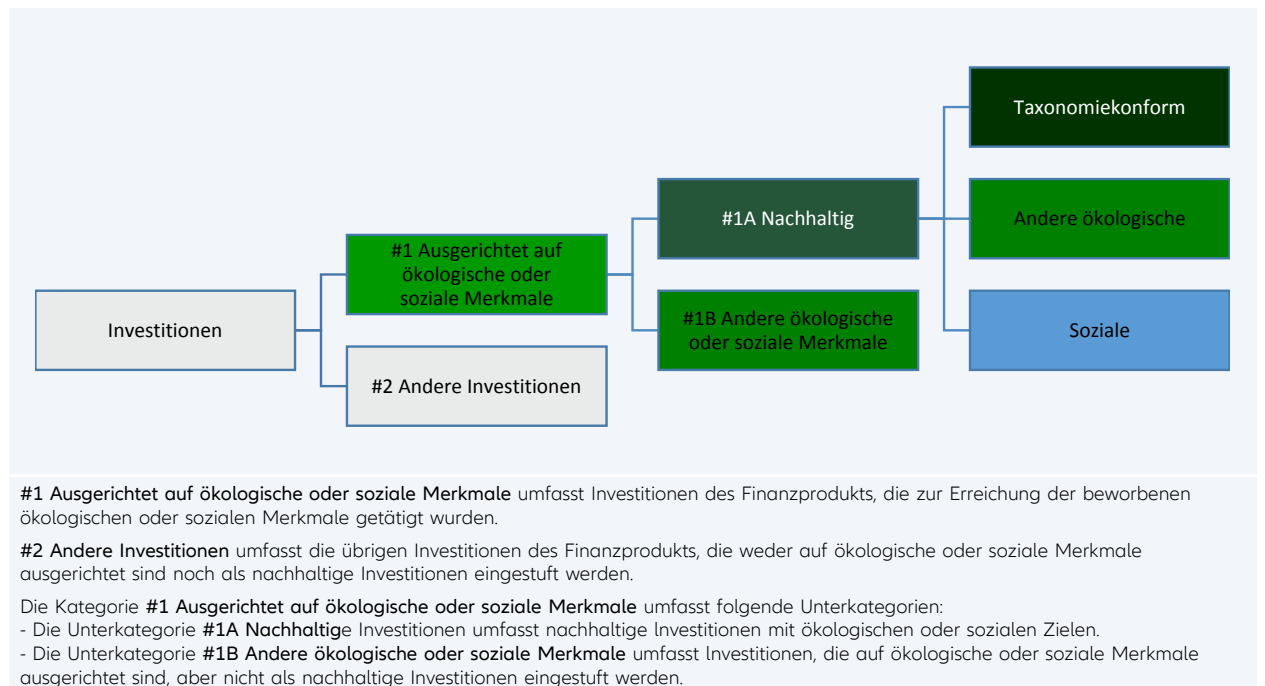 Taxonomiekonform
#1A Nachhaltig
Andere ökologische
#1 Ausgerichtet auf
ökologische oder
soziale Merkmale
Investitionen
#1B Andere ökologische
oder soziale Merkmale
Soziale
#2 Andere Investitionen
#1 Ausgerichtet auf ökologische oder soziale Merkmale umfasst Investitionen des Finanzprodukts, die zur Erreichung der beworbenen
ökologischen oder sozialen Merkmale getätigt wurden.
#2 Andere Investitionen umfasst die übrigen Investitionen des Finanzprodukts, die weder auf ökologische oder soziale Merkmale
ausgerichtet sind noch als nachhaltige Investitionen eingestuft werden.
Die Kategorie #1 Ausgerichtet auf ökologische oder soziale Merkmale umfasst folgende Unterkategorien:
- Die Unterkategorie #1A Nachhaltige Investitionen umfasst nachhaltige Investitionen mit ökologischen oder sozialen Zielen.
- Die Unterkategorie #1B Andere ökologische oder soziale Merkmale umfasst Investitionen, die auf ökologische oder soziale Merkmale
ausgerichtet sind, aber nicht als nachhaltige Investitionen eingestuft werden.